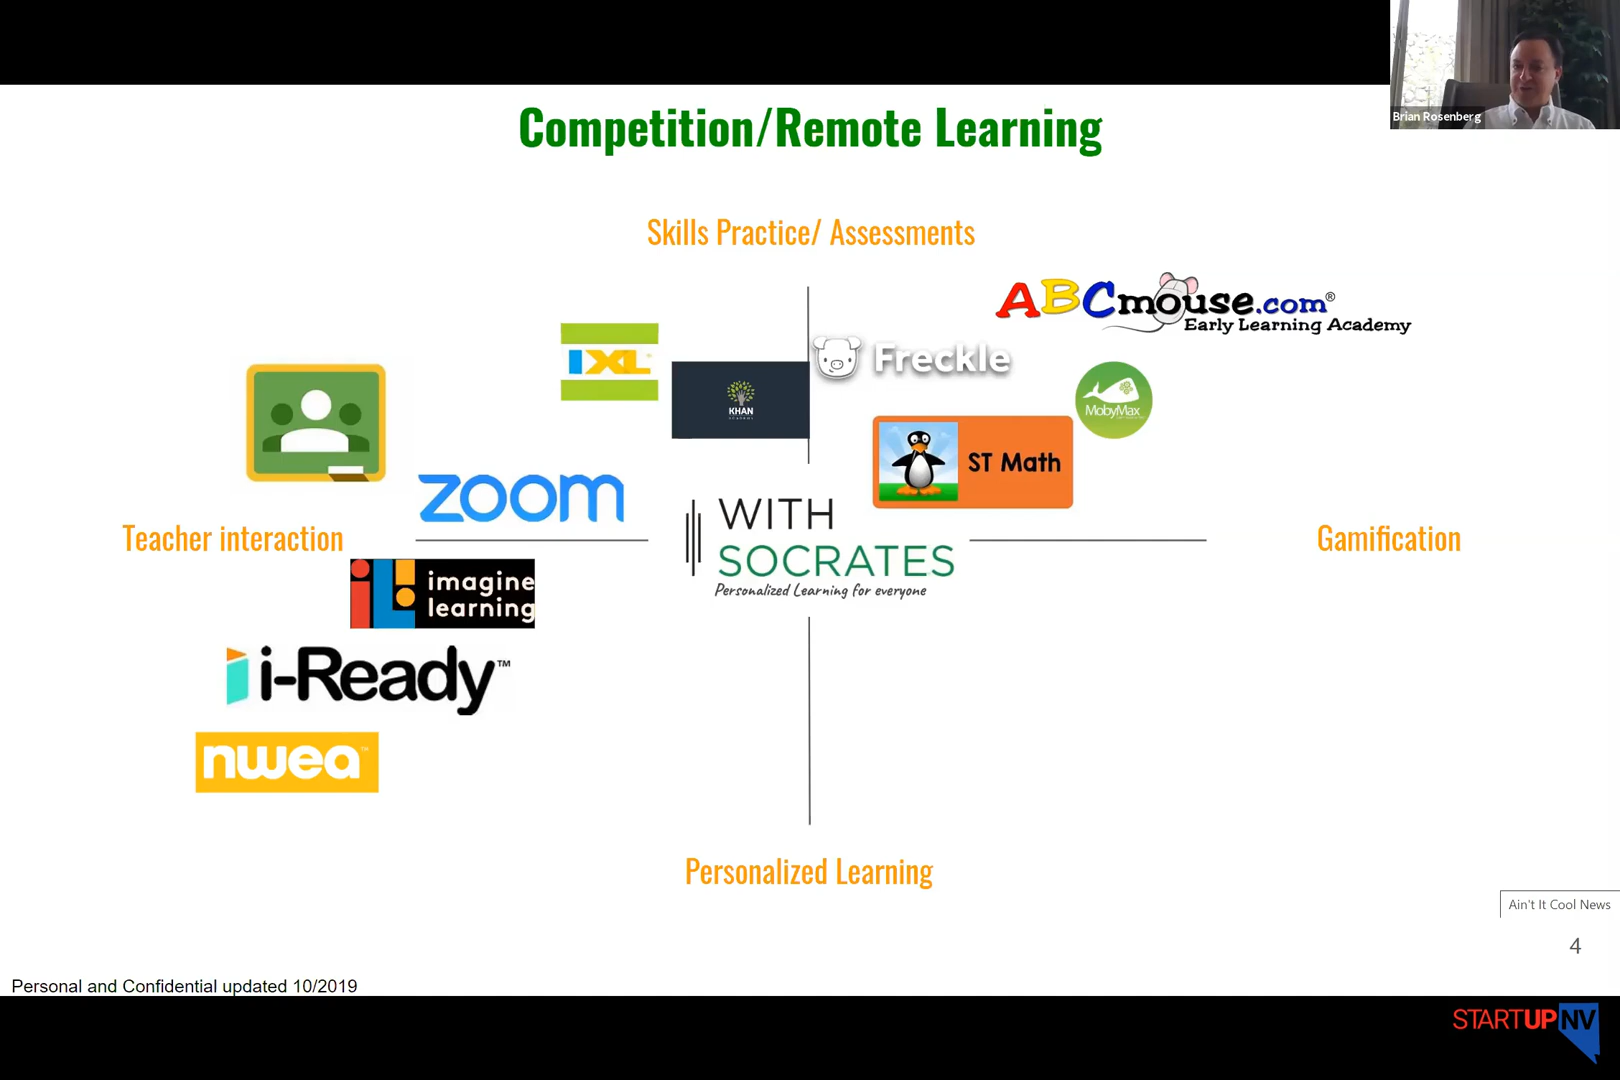 Brian Rosenberg
Competition/Remote Learning
Skills Practice/ Assessments
ABCmouse.com®
Early Learning Academy
IXL®
KHAN
ACADEMY
Freckle
MobyMax
ST Math
zoom
WITH
SOCRATES
Personalized Learning for everyone
Teacher interaction
Gamification
imagine
learning
i-Ready™
nwea™
Personalized Learning
Ain't It Cool News
4
Personal and Confidential updated 10/2019
STARTUPNV